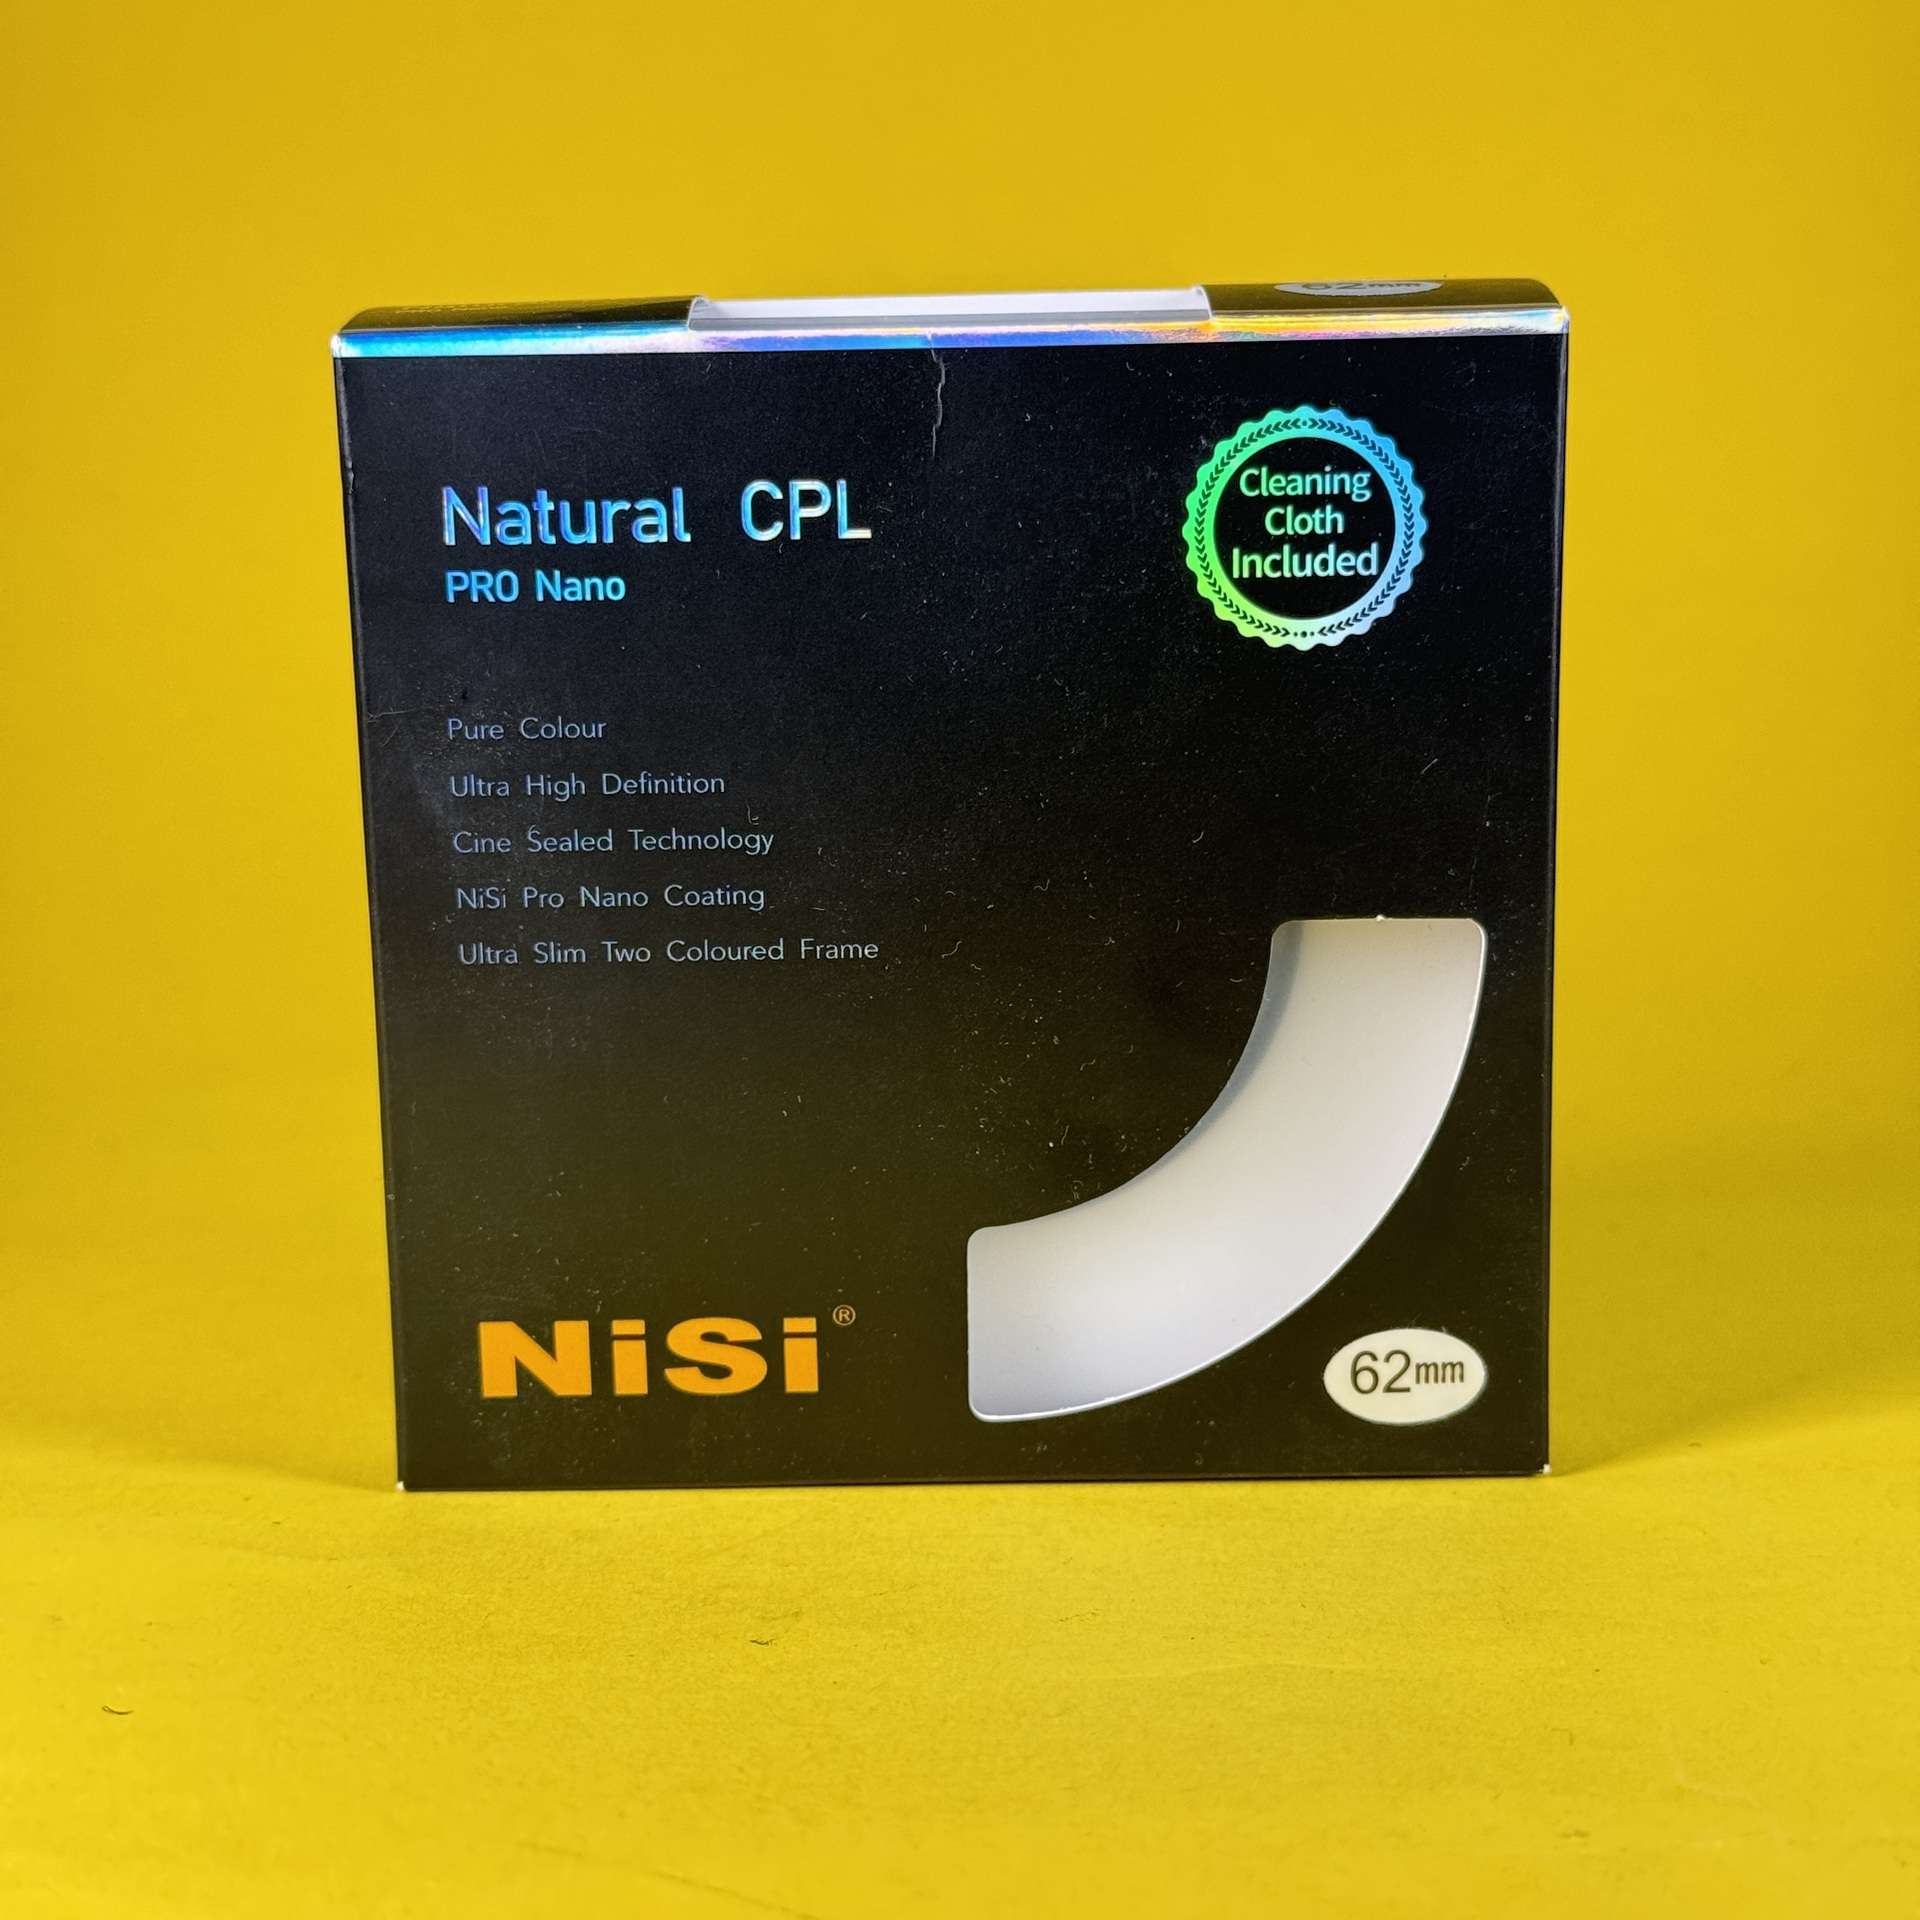 62mm
Natural CPL
PRO Nano
Cleaning
Cloth
Included
Pure Colour
Ultra High Definition
Cine Sealed Technology
NiSi Pro Nano Coating
Ultra Slim Two Coloured Frame
NiSi®
62mm